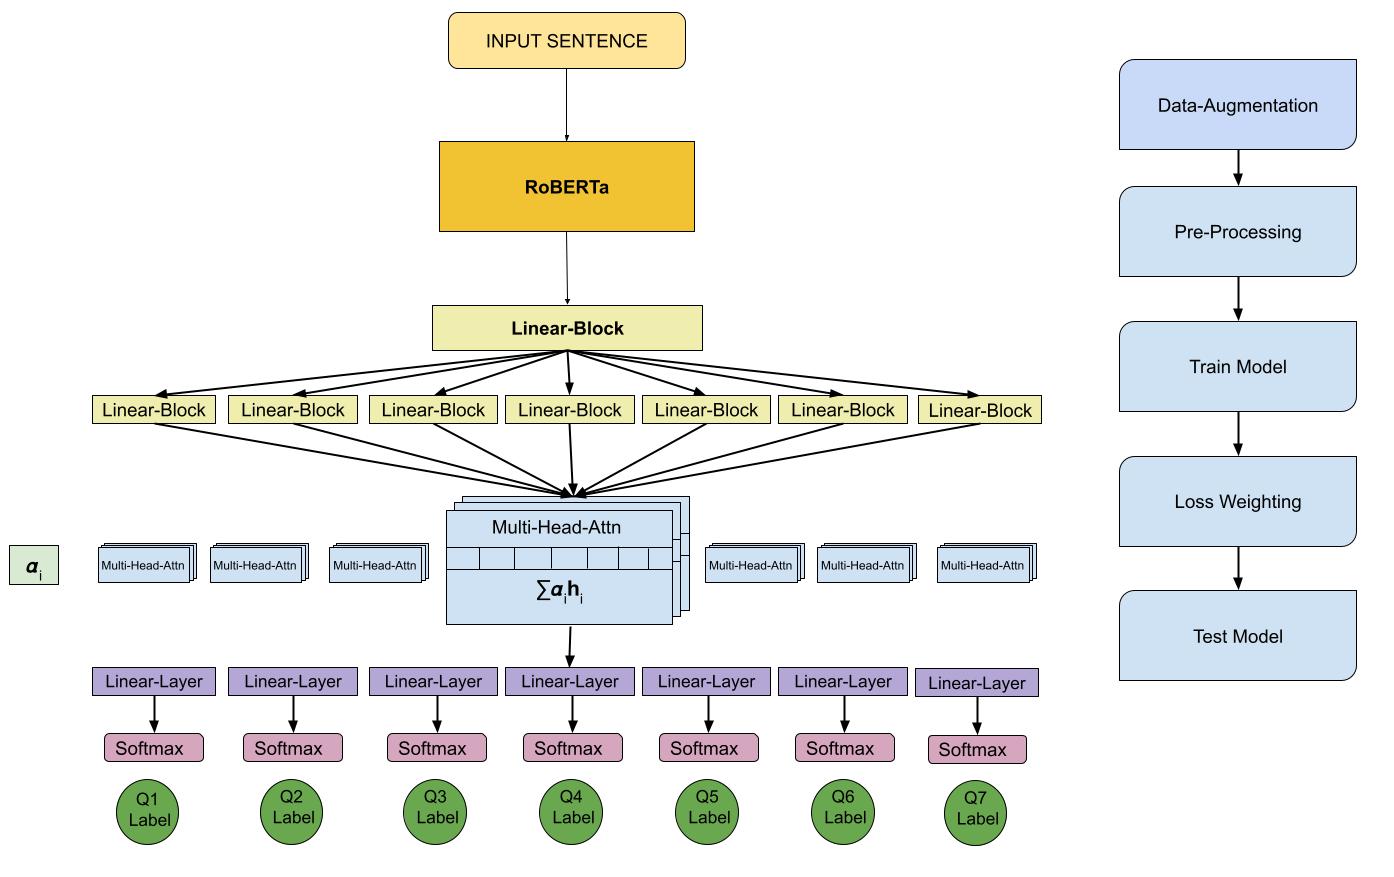 INPUT SENTENCE
RoBERTa
Linear-Block
Linear-Block
Linear-Block
Linear-Block
Linear-Block
Linear-Block
Linear-Block
Linear-Block
Multi-Head-Attn
∑αᵢhᵢ
αᵢ
Multi-Head-Attn
Multi-Head-Attn
Multi-Head-Attn
Multi-Head-Attn
Multi-Head-Attn
Multi-Head-Attn
Linear-Layer
Linear-Layer
Linear-Layer
Linear-Layer
Linear-Layer
Linear-Layer
Linear-Layer
Softmax
Softmax
Softmax
Softmax
Softmax
Softmax
Softmax
Q1
Label
Q2
Label
Q3
Label
Q4
Label
Q5
Label
Q6
Label
Q7
Label
Data-Augmentation
Pre-Processing
Train Model
Loss Weighting
Test Model